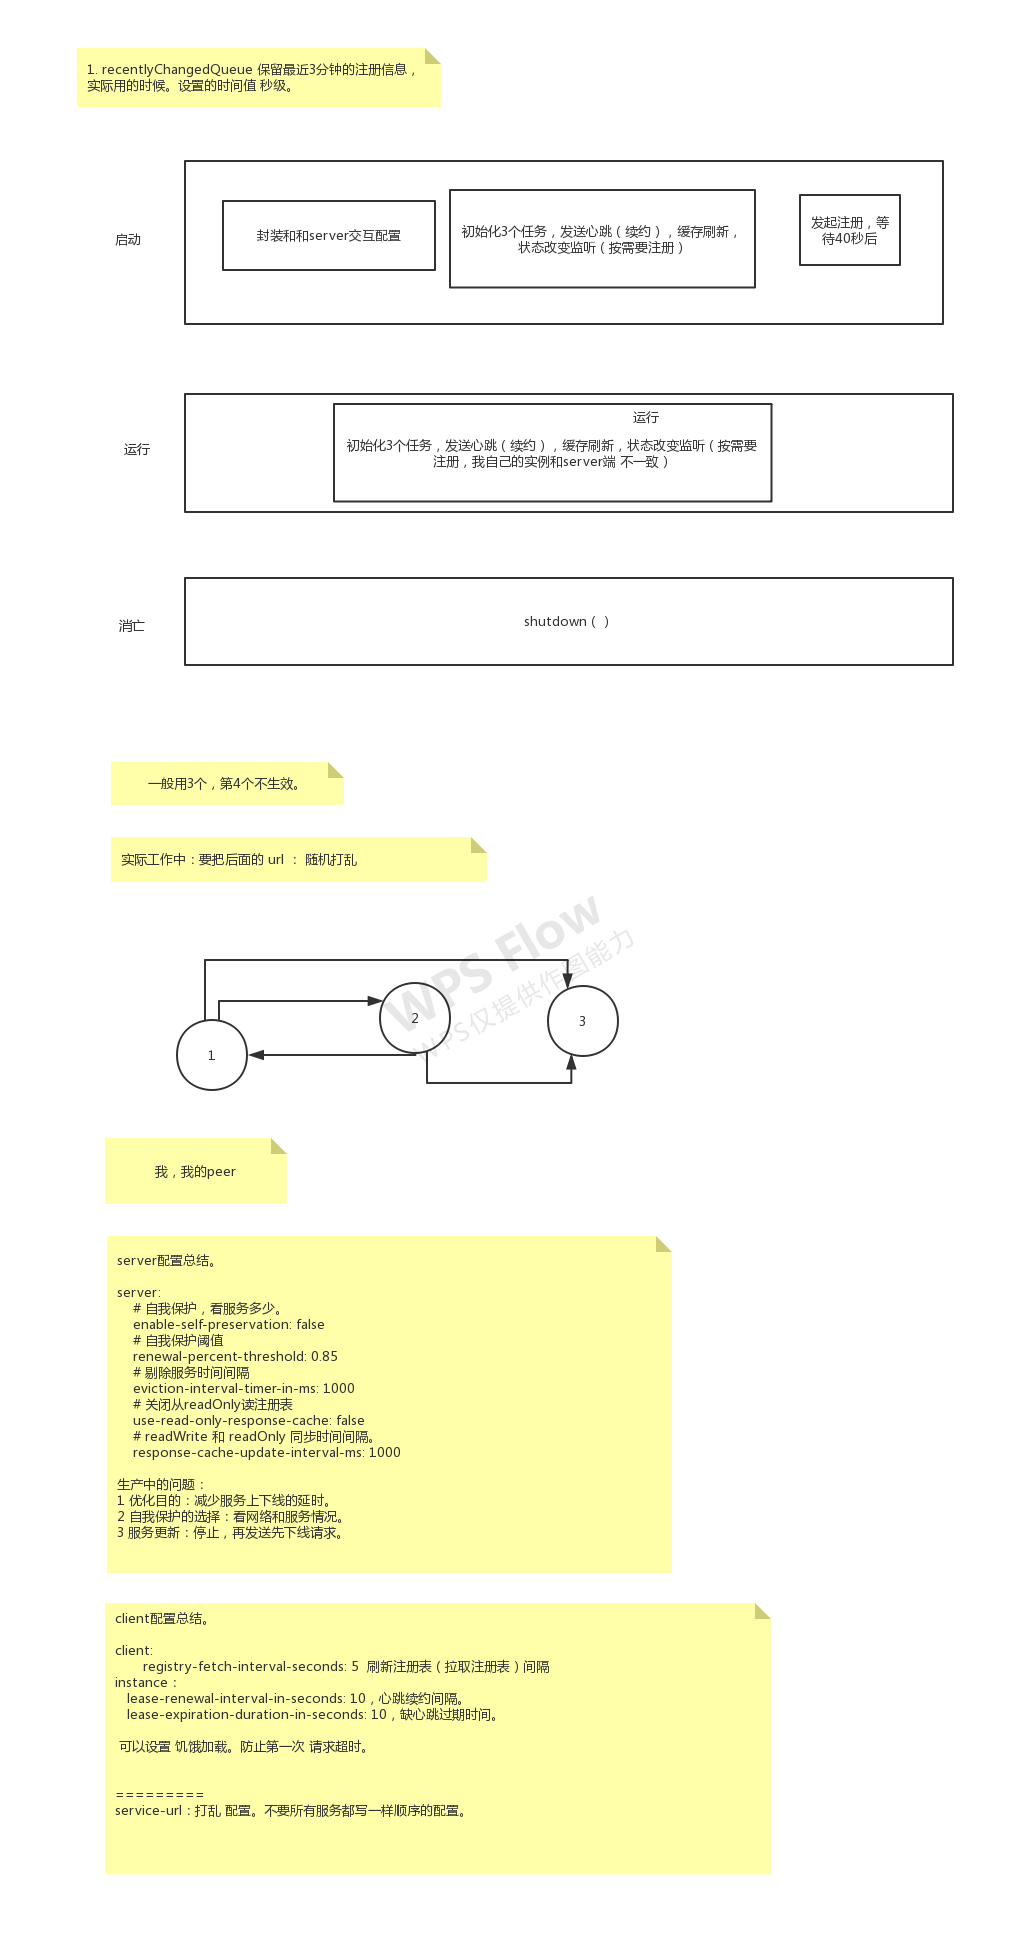 1. recentlyChangedQueue 保留最近3分钟的注册信息，
实际用的时候。设置的时间值 秒级。
启动
封装和和server交互配置
初始化3个任务，发送心跳（续约），缓存刷新，
状态改变监听（按需要注册）
发起注册，等
待40秒后
运行
运行
初始化3个任务，发送心跳（续约），缓存刷新，状态改变监听（按需要
注册，我自己的实例和server端 不一致）
消亡
shutdown（ ）
一般用3个，第4个不生效。
实际工作中：要把后面的 url ： 随机打乱
WPS Flow
WPS仅提供作图能力
1
2
3
我，我的peer
server配置总结。
server:
# 自我保护，看服务多少。
enable-self-preservation: false
# 自我保护阈值
renewal-percent-threshold: 0.85
# 剔除服务时间间隔
eviction-interval-timer-in-ms: 1000
# 关闭从readOnly读注册表
use-read-only-response-cache: false
# readWrite 和 readOnly 同步时间间隔。
response-cache-update-interval-ms: 1000
生产中的问题：
1 优化目的：减少服务上下线的延时。
2 自我保护的选择：看网络和服务情况。
3 服务更新：停止，再发送先下线请求。
client配置总结。
client:
registry-fetch-interval-seconds: 5 刷新注册表（拉取注册表）间隔
instance：
lease-renewal-interval-in-seconds: 10，心跳续约间隔。
lease-expiration-duration-in-seconds: 10，缺心跳过期时间。
可以设置 饥饿加载。防止第一次 请求超时。
=========
service-url：打乱 配置。不要所有服务都写一样顺序的配置。